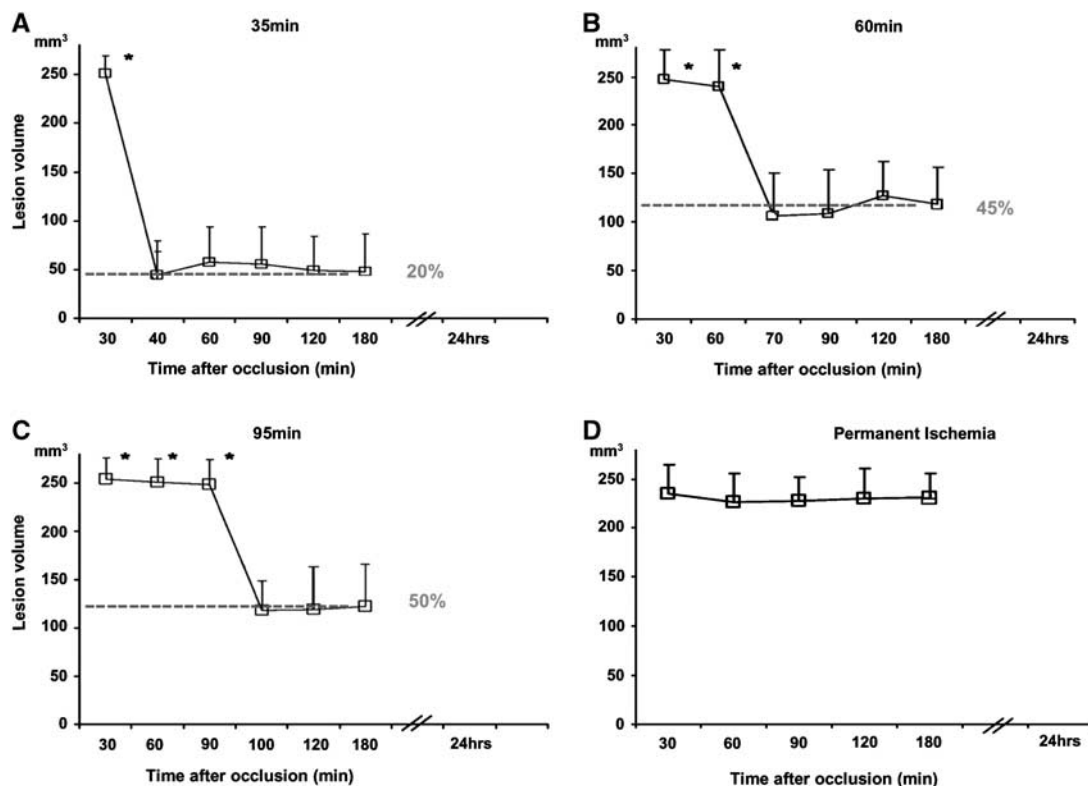 A
35min
mm3
*
250
200
150
100
50
0
Lesion volume
20%
30 40 60 90 120 180 24hrs
Time after occlusion (min)
B
60min
mm3
* *
250
200
150
100
50
0
45%
30 60 70 90 120 180 24hrs
Time after occlusion (min)
C
95min
mm3
* * *
250
200
150
100
50
0
Lesion volume
50%
30 60 90 100 120 180 24hrs
Time after occlusion (min)
D
Permanent Ischemia
mm3
250
200
150
100
50
0
30 60 90 120 180 24hrs
Time after occlusion (min)